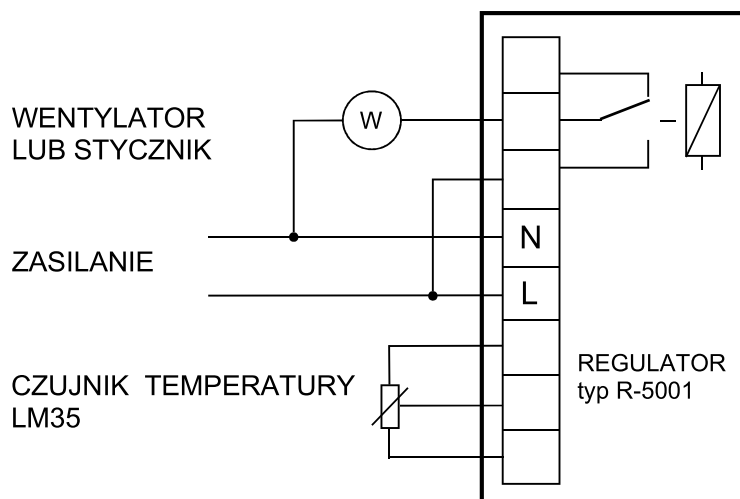 WENTYLATOR
LUB STYCZNIK
W
ZASILANIE
N
L
CZUJNIK TEMPERATURY
LM35
REGULATOR
typ R-5001